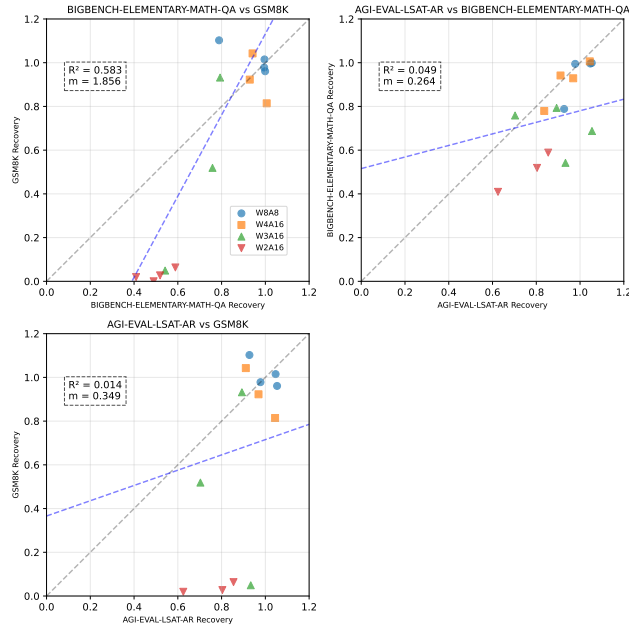 BIGBENCH-ELEMENTARY-MATH-QA vs GSM8K
1.2
1.0
0.8
0.6
0.4
0.2
0.0
GSM8K Recovery
R² = 0.583
m = 1.856
W8A8
W4A16
W3A16
W2A16
0.0 0.2 0.4 0.6 0.8 1.0 1.2
BIGBENCH-ELEMENTARY-MATH-QA Recovery
AGI-EVAL-LSAT-AR vs BIGBENCH-ELEMENTARY-MATH-QA
1.2
1.0
0.8
0.6
0.4
0.2
0.0
BIGBENCH-ELEMENTARY-MATH-QA Recovery
R² = 0.049
m = 0.264
0.0 0.2 0.4 0.6 0.8 1.0 1.2
AGI-EVAL-LSAT-AR Recovery
AGI-EVAL-LSAT-AR vs GSM8K
1.2
1.0
0.8
0.6
0.4
0.2
0.0
GSM8K Recovery
R² = 0.014
m = 0.349
0.0 0.2 0.4 0.6 0.8 1.0 1.2
AGI-EVAL-LSAT-AR Recovery